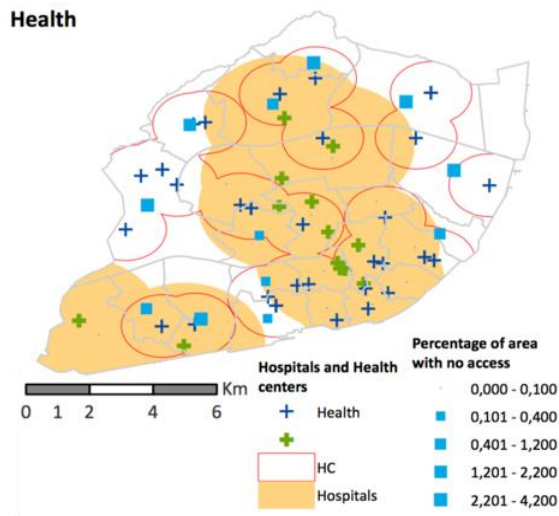 Health
Km
0 1 2 4 6
Hospitals and Health
centers
Health
HC
Hospitals
Percentage of area
with no access
0,000 - 0,100
0,101 - 0,400
0,401 - 1,200
1,201 - 2,200
2,201 - 4,200